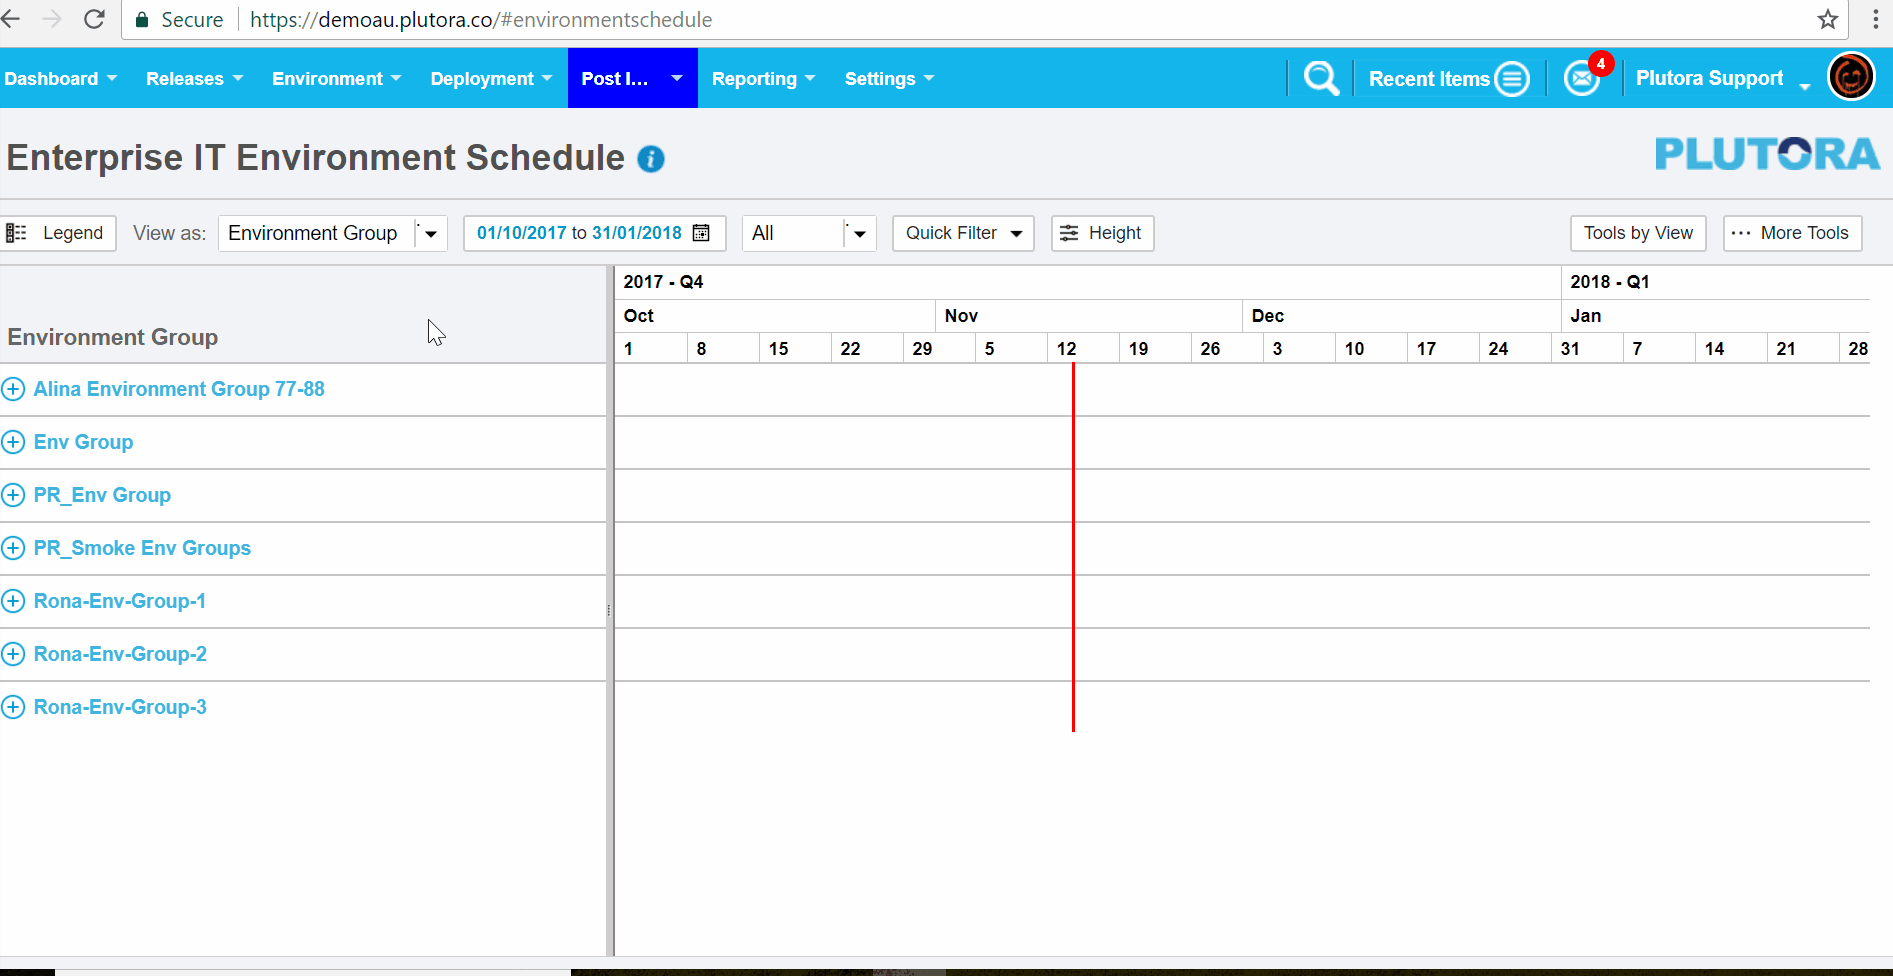 Secure https://demoau.plutora.co/#environmentschedule
Dashboard Releases Environment Deployment Post I... Reporting Settings Recent Items 4 Plutora Support
Enterprise IT Environment Schedule i PLUTORA
Legend View as: Environment Group 01/10/2017 to 31/01/2018 All Quick Filter Height Tools by View ... More Tools
2017 - Q4 2018 - Q1
Oct Nov Dec Jan
Environment Group
1 8 15 22 29 5 12 19 26 3 10 17 24 31 7 14 21 28
Alina Environment Group 77-88
Env Group
PR_Env Group
PR_Smoke Env Groups
Rona-Env-Group-1
Rona-Env-Group-2
Rona-Env-Group-3